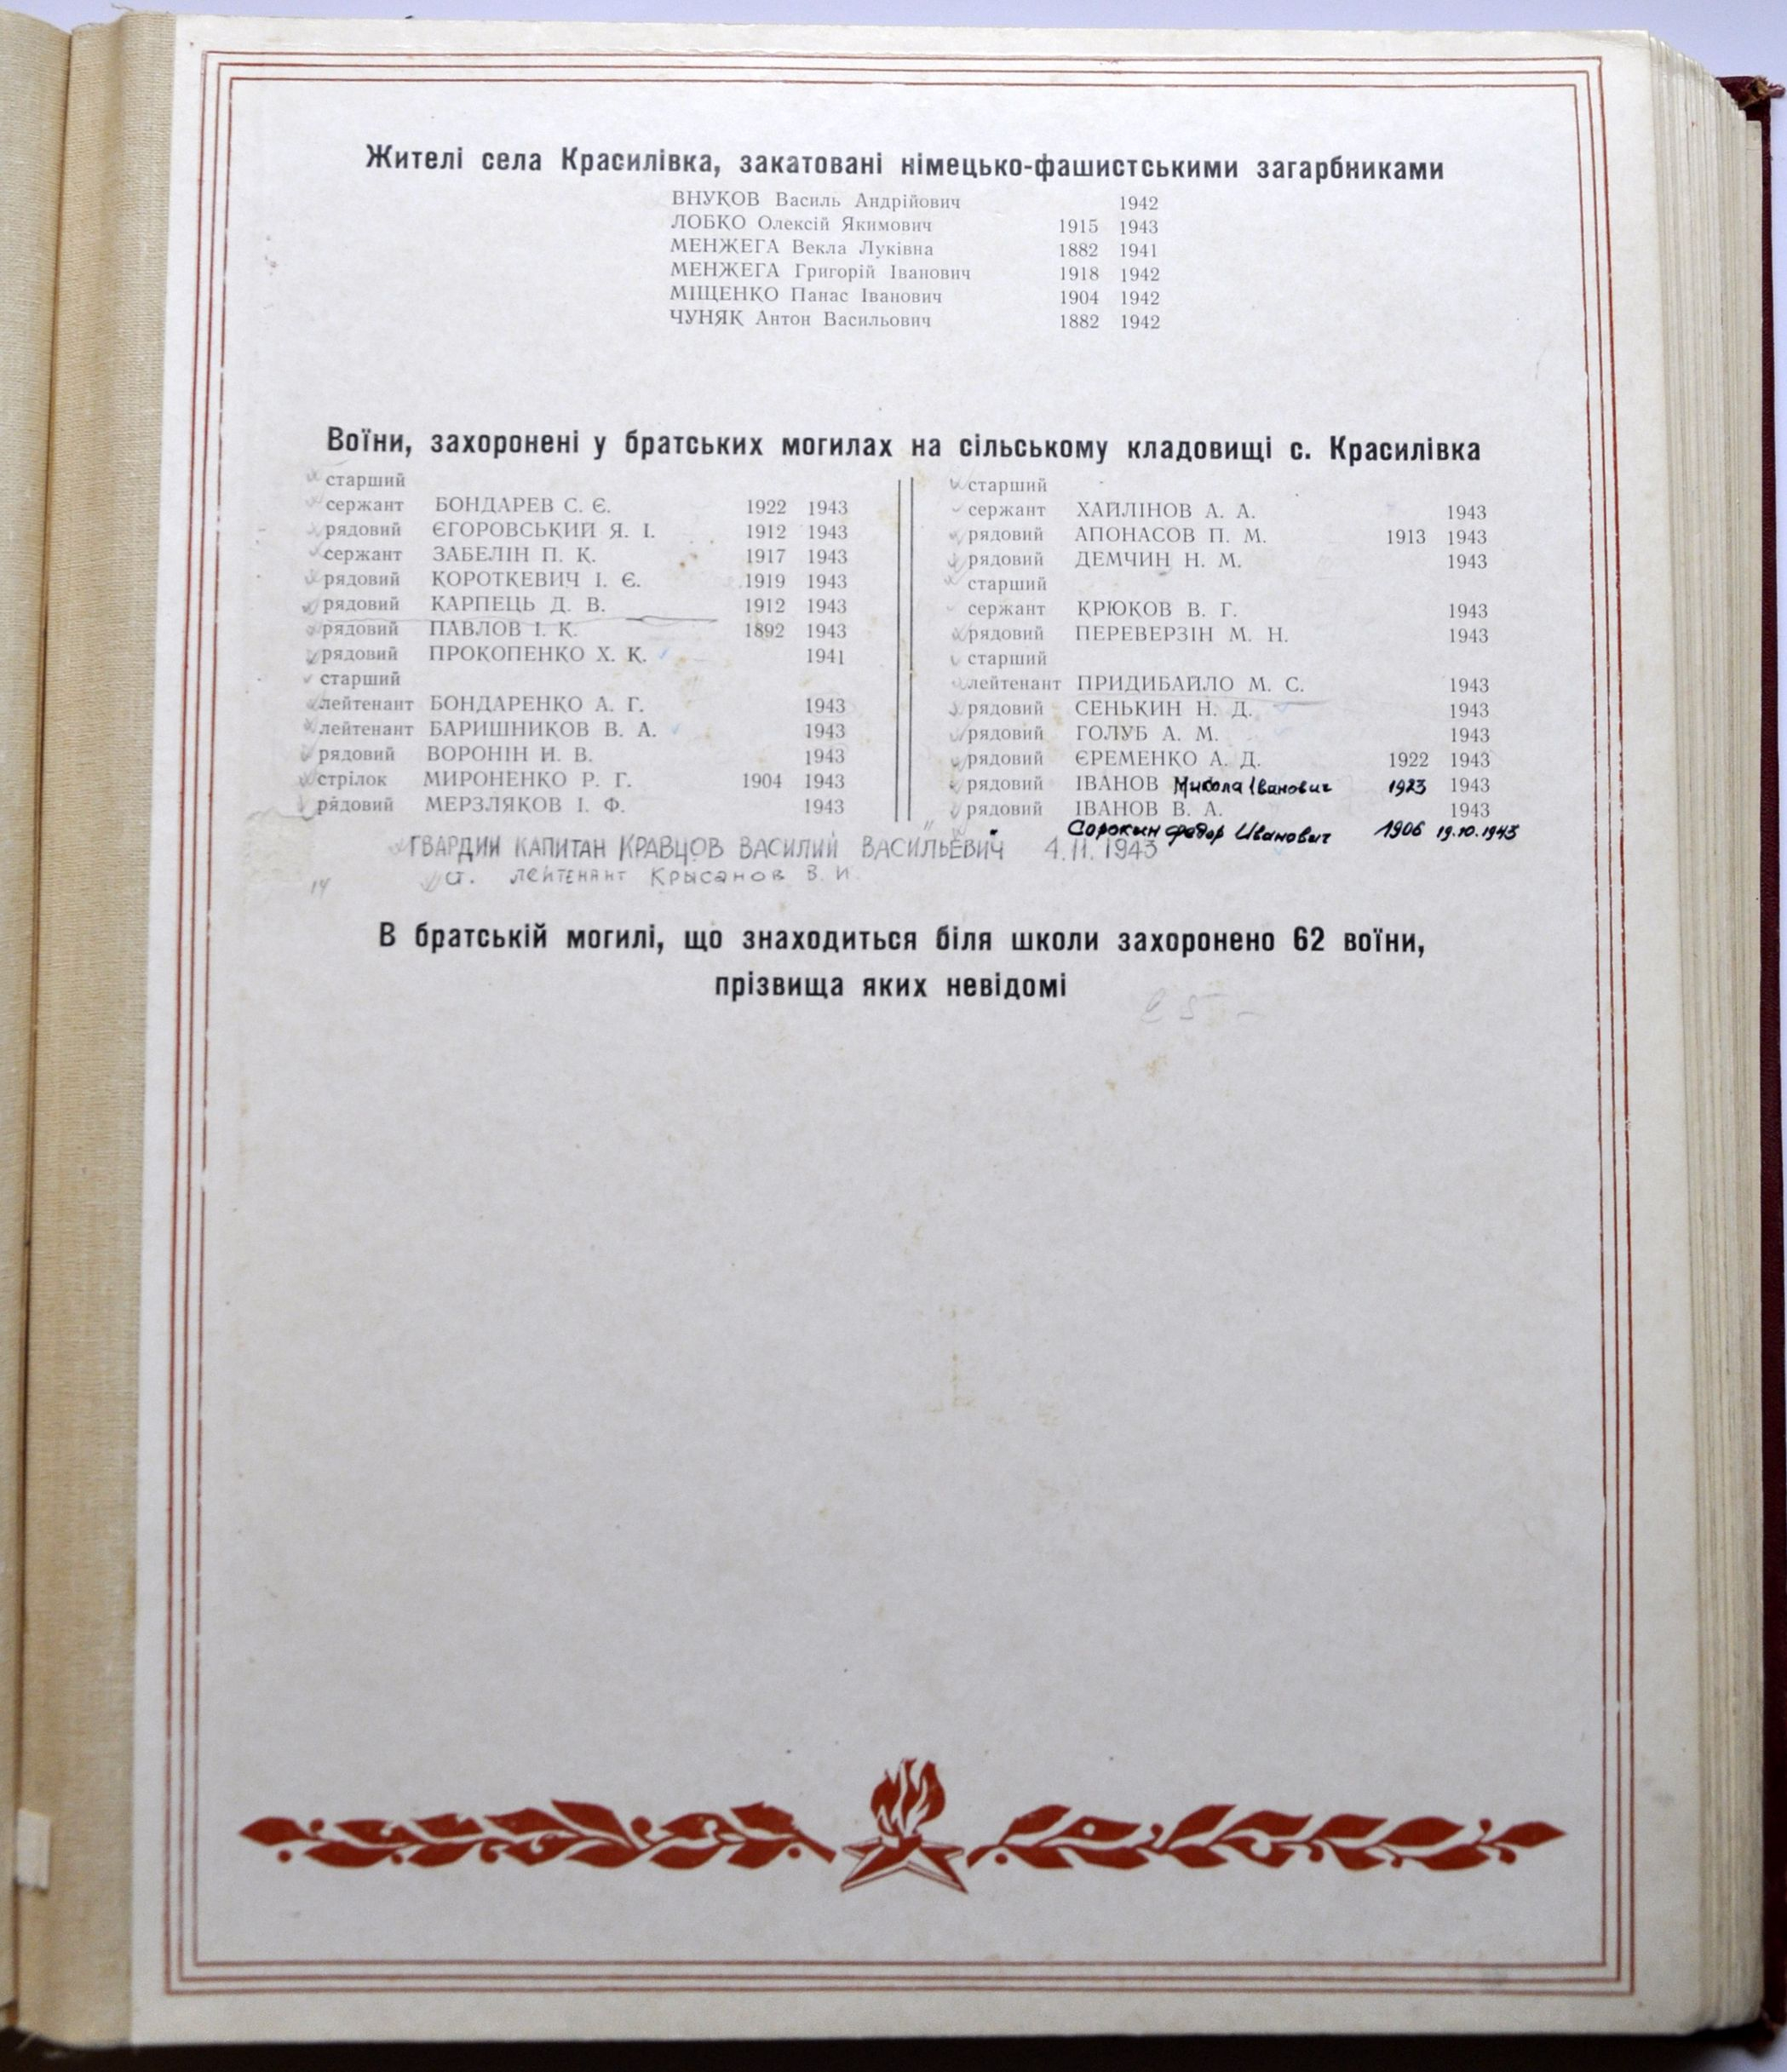 Жителі села Красилівка, закатовані німецько-фашистськими загарбниками
ВНУКОВ Василь Андрійович 1942
ЛОБКО Олексій Якимович 1915 1943
МЕНЖЕГА Векла Луківна 1882 1941
МЕНЖЕГА Григорій Іванович 1918 1942
МІЩЕНКО Панас Іванович 1904 1942
ЧУНЯК Антон Васильович 1882 1942
Воїни, захоронені у братських могилах на сільському кладовищі с. Красилівка
старший
сержант БОНДАРЕВ С. Є. 1922 1943
рядовий ЄГОРОВСЬКИЙ Я. І. 1912 1943
сержант ЗАБЕЛІН П. К. 1917 1943
рядовий КОРОТКЕВИЧ І. Є. 1919 1943
рядовий КАРПЕЦЬ Д. В. 1912 1943
рядовий ПАВЛОВ І. К. 1892 1943
рядовий ПРОКОПЕНКО Х. К. 1941
старший
лейтенант БОНДАРЕНКО А. Г. 1943
лейтенант БАРИШНИКОВ В. А. 1943
рядовий ВОРОНІН Й. В. 1943
стрілок МИРОНЕНКО Р. Г. 1904 1943
рядовий МЕРЗЛЯКОВ І. Ф. 1943
старший
сержант ХАЙЛІНОВ А. А. 1943
рядовий АПОНАСОВ П. М. 1913 1943
рядовий ДЕМЧИН Н. М. 1943
старший
сержант КРЮКОВ В. Г. 1943
рядовий ПЕРЕВЕРЗІН М. Н. 1943
старший
лейтенант ПРИДИБАЙЛО М. С. 1943
рядовий СЕНЬКИН Н. Д. 1943
рядовий ГОЛУБ А. М. 1943
рядовий ЄРЕМЕНКО А. Д. 1922 1943
рядовий ІВАНОВ Микола Іванович 1923 1943
рядовий ІВАНОВ В. А. 1943
Сорокин Федор Иванович 1906 19.10.1943
ГВАРДИИ КАПИТАН КРАВЦОВ ВАСИЛИЙ ВАСИЛЬЕВИЧ 4.11.1943
ст. лейтенант Крысанов В. И.
14
В братській могилі, що знаходиться біля школи захоронено 62 воїни,
прізвища яких невідомі